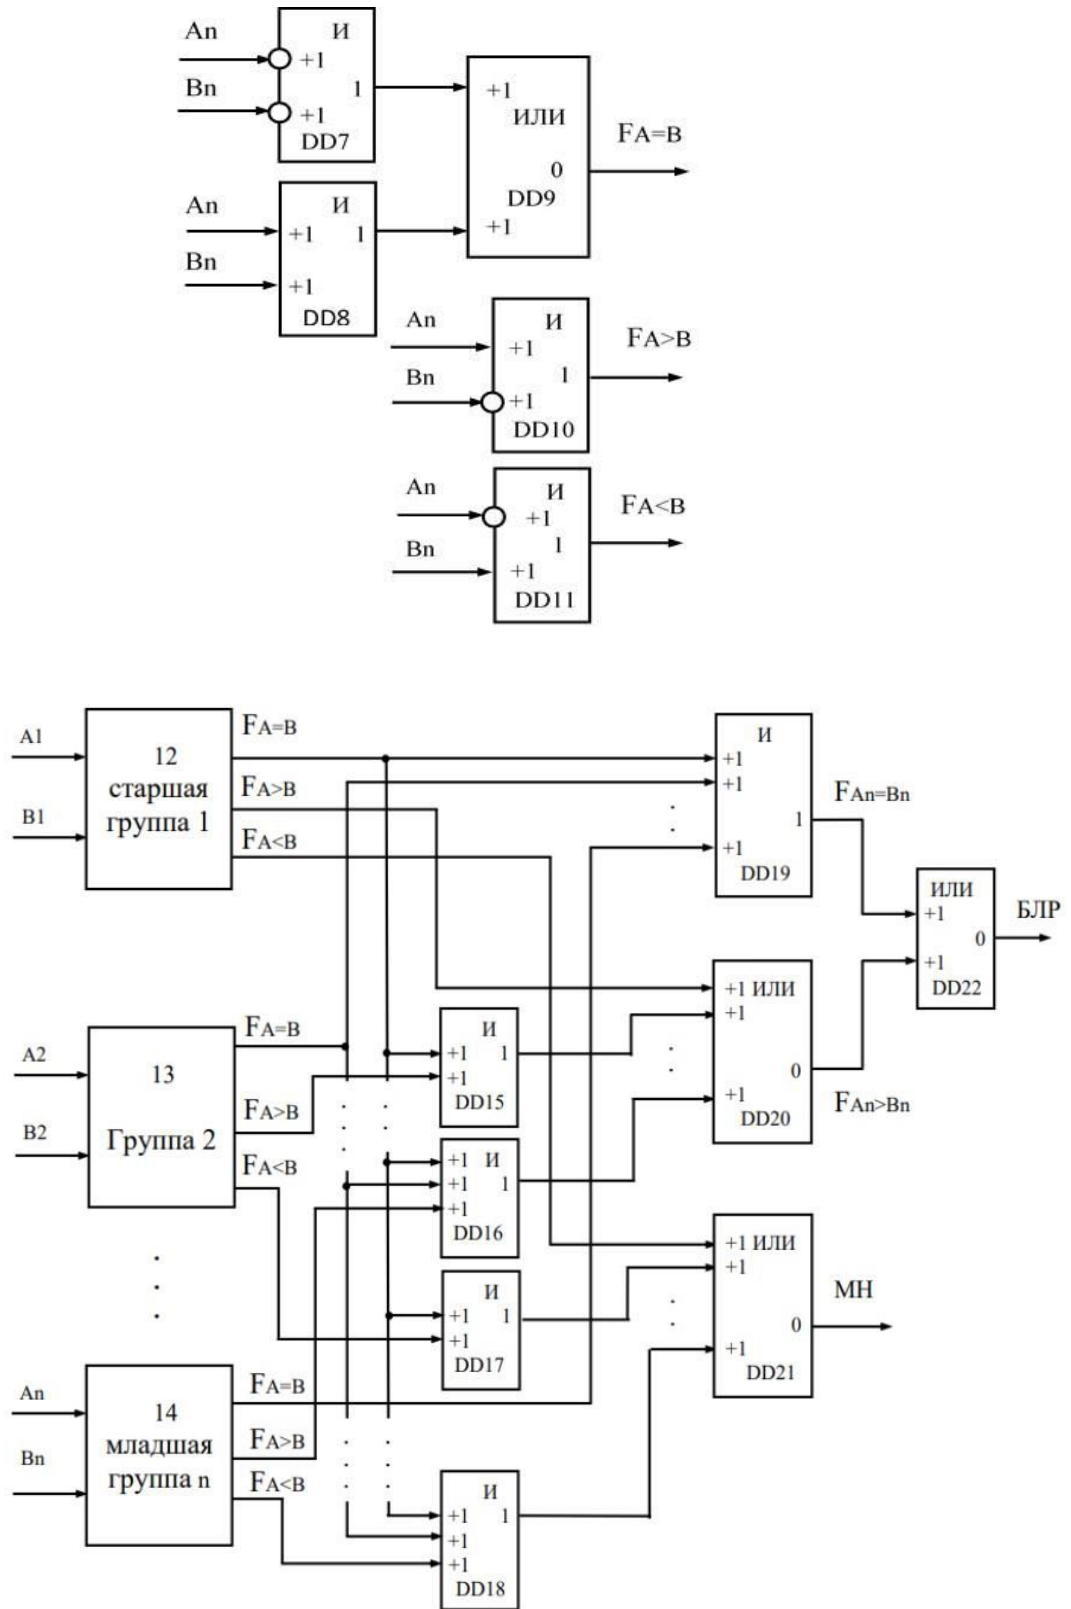 An
И
+1
Bn
1
+1
DD7
+1
ИЛИ
FA=B
0
DD9
+1
An
И
+1 1
Bn
+1
DD8
An
И
+1
FA>B
Bn
1
+1
DD10
An
И
+1
FA<B
Bn
1
+1
DD11
A1
B1
12
старшая
группа 1
FA=B
FA>B
FA<B
И
+1
+1
1
+1
DD19
FAn=Bn
ИЛИ
+1
0
+1
DD22
БЛР
A2
B2
13
Группа 2
FA=B
FA>B
FA<B
И
+1 1
+1
DD15
+1 И
+1 1
+1
DD16
+1 ИЛИ
+1
0
+1
DD20
FAn>Bn
И
+1 1
+1
DD17
+1 ИЛИ
+1
0
+1
DD21
МН
An
Bn
14
младшая
группа n
FA=B
FA>B
FA<B
И
+1 1
+1
+1
DD18